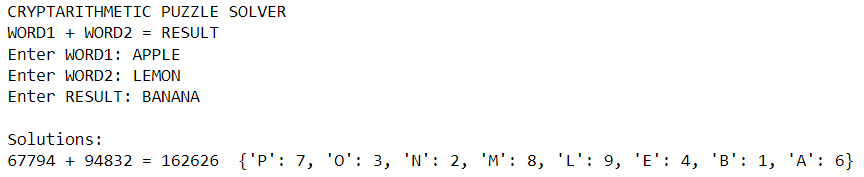 CRYPTARITHMETIC PUZZLE SOLVER
WORD1 + WORD2 = RESULT
Enter WORD1: APPLE
Enter WORD2: LEMON
Enter RESULT: BANANA
Solutions:
67794 + 94832 = 162626  {'P': 7, 'O': 3, 'N': 2, 'M': 8, 'L': 9, 'E': 4, 'B': 1, 'A': 6}